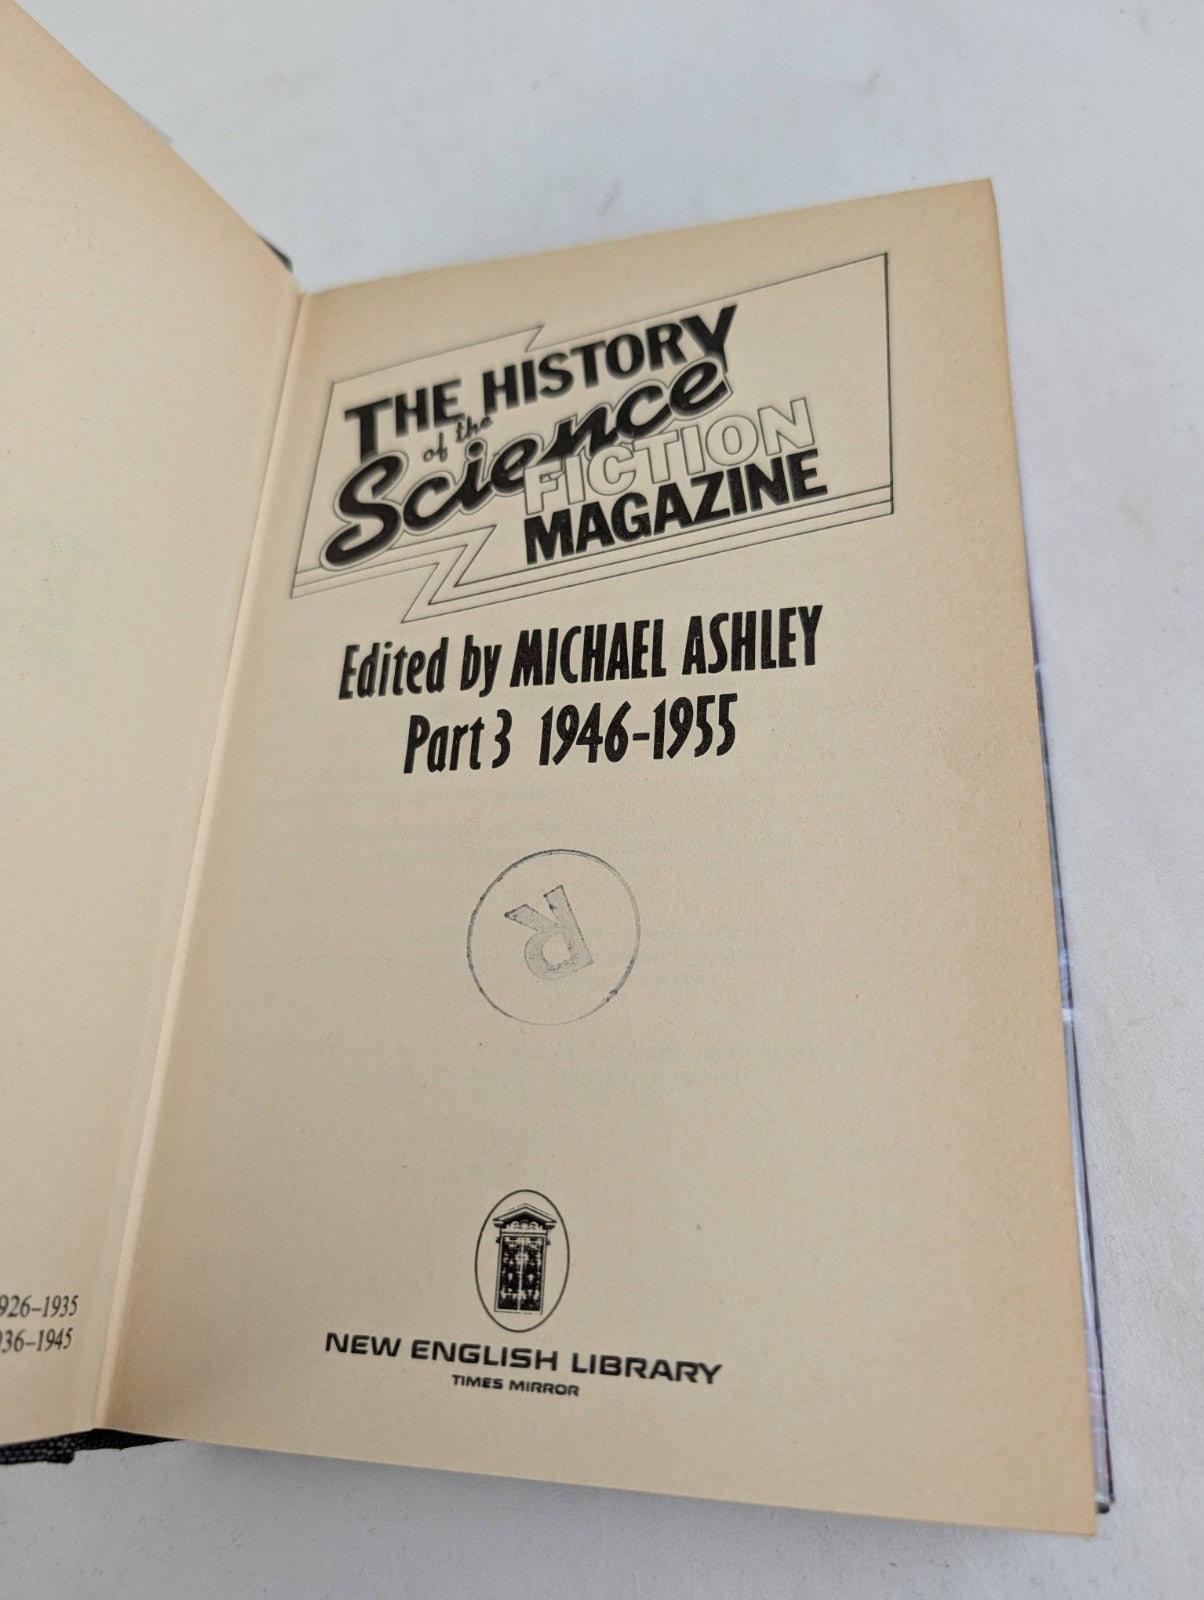 THE HISTORY
of the
Science
FICTION
MAGAZINE
Edited by MICHAEL ASHLEY
Part 3 1946-1955
R
NEW ENGLISH LIBRARY
TIMES MIRROR
926-1935
36-1945